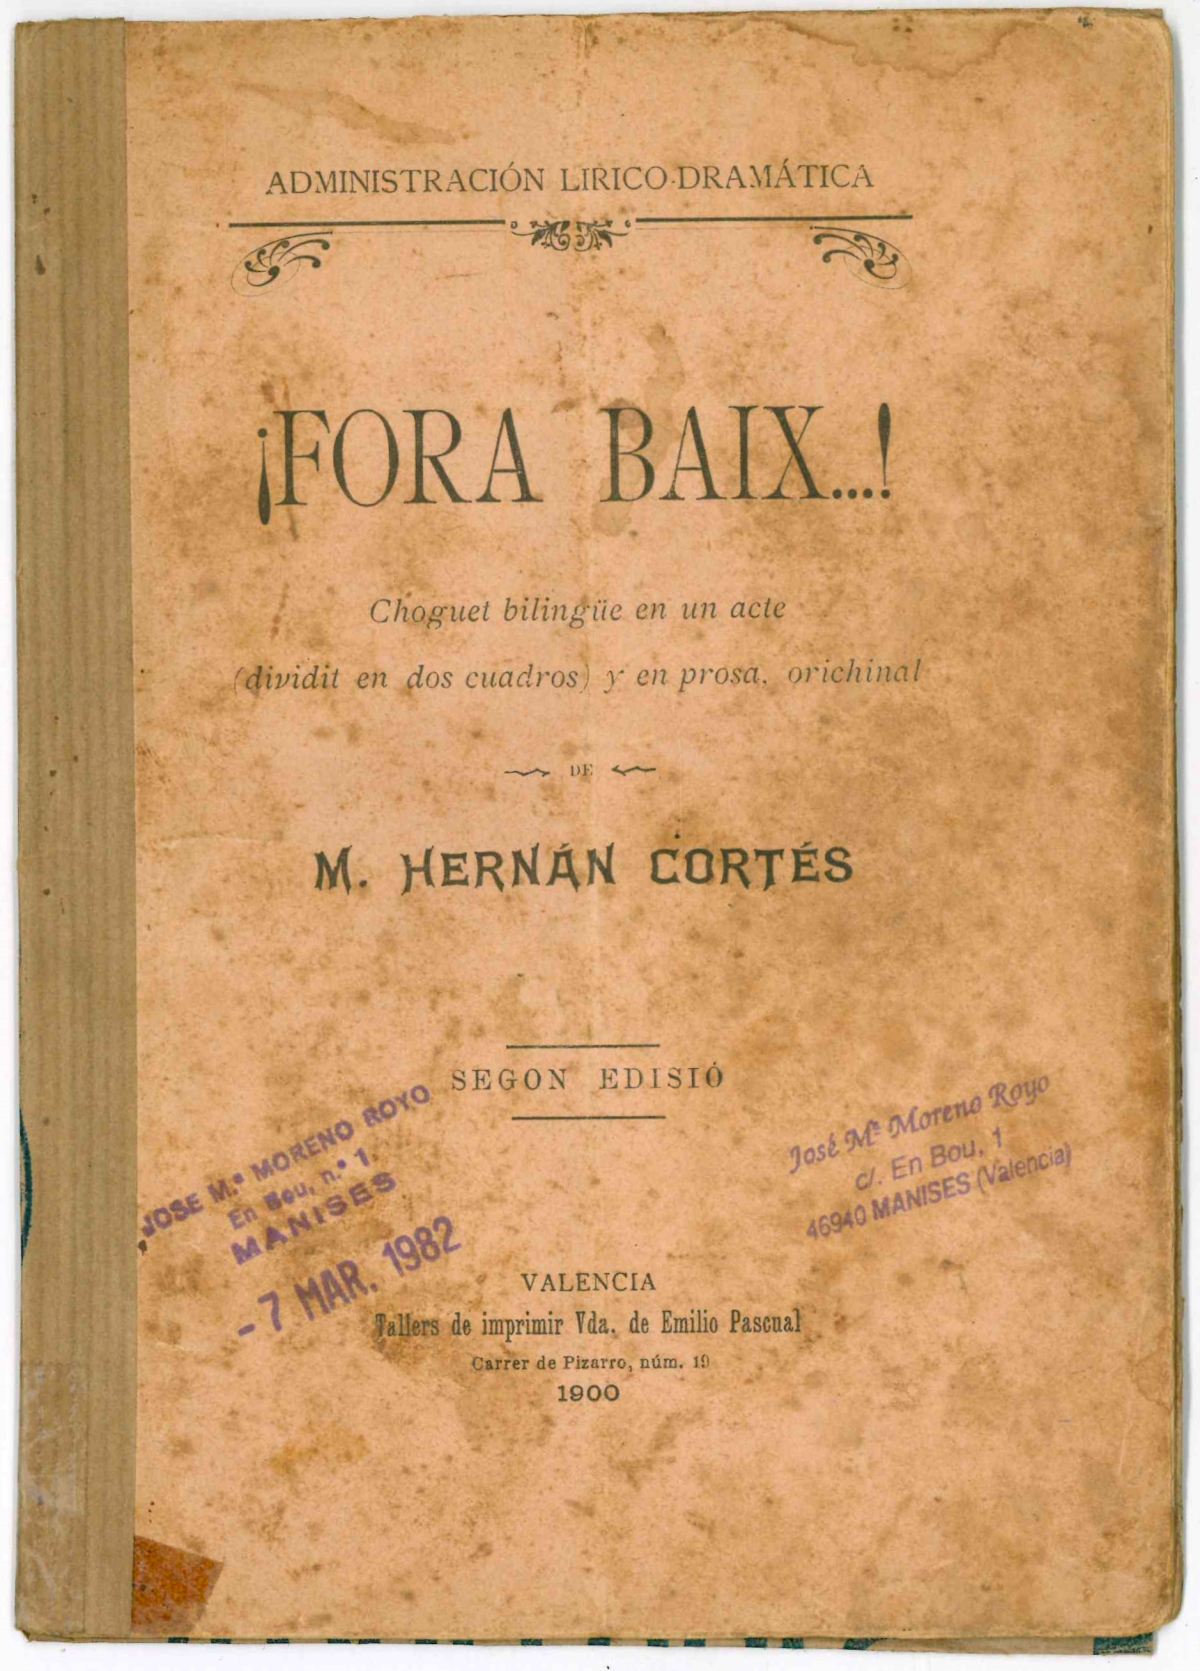 ADMINISTRACIÓN LIRICO-DRAMÁTICA
¡FORA BAIX...!
Choguet bilingüe en un acte
(dividit en dos cuadros) y en prosa, orichinal
DE
M. HERNÁN CORTÉS
SEGON EDISIÓ
JOSE M.ª MORENO ROYO
En Bou, n.º 1.
MANISES
- 7 MAR. 1982
José Mª Moreno Royo
c/. En Bou, 1
46940 MANISES (Valencia)
VALENCIA
Tallers de imprimir Vda. de Emilio Pascual
Carrer de Pizarro, núm. 19
1900